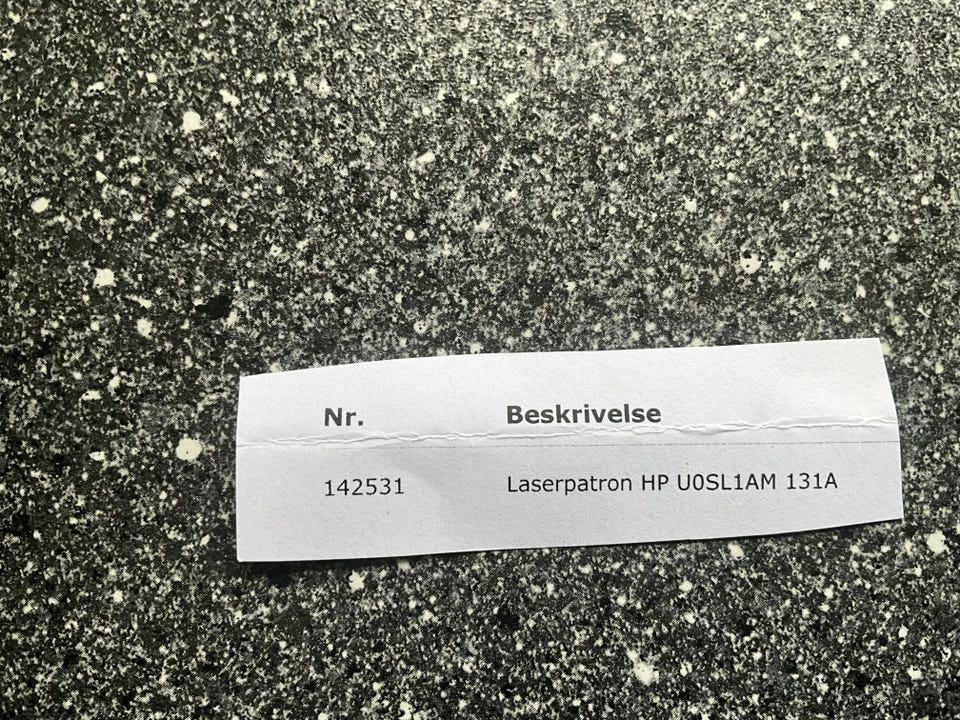 Nr. Beskrivelse
142531 Laserpatron HP U0SL1AM 131A